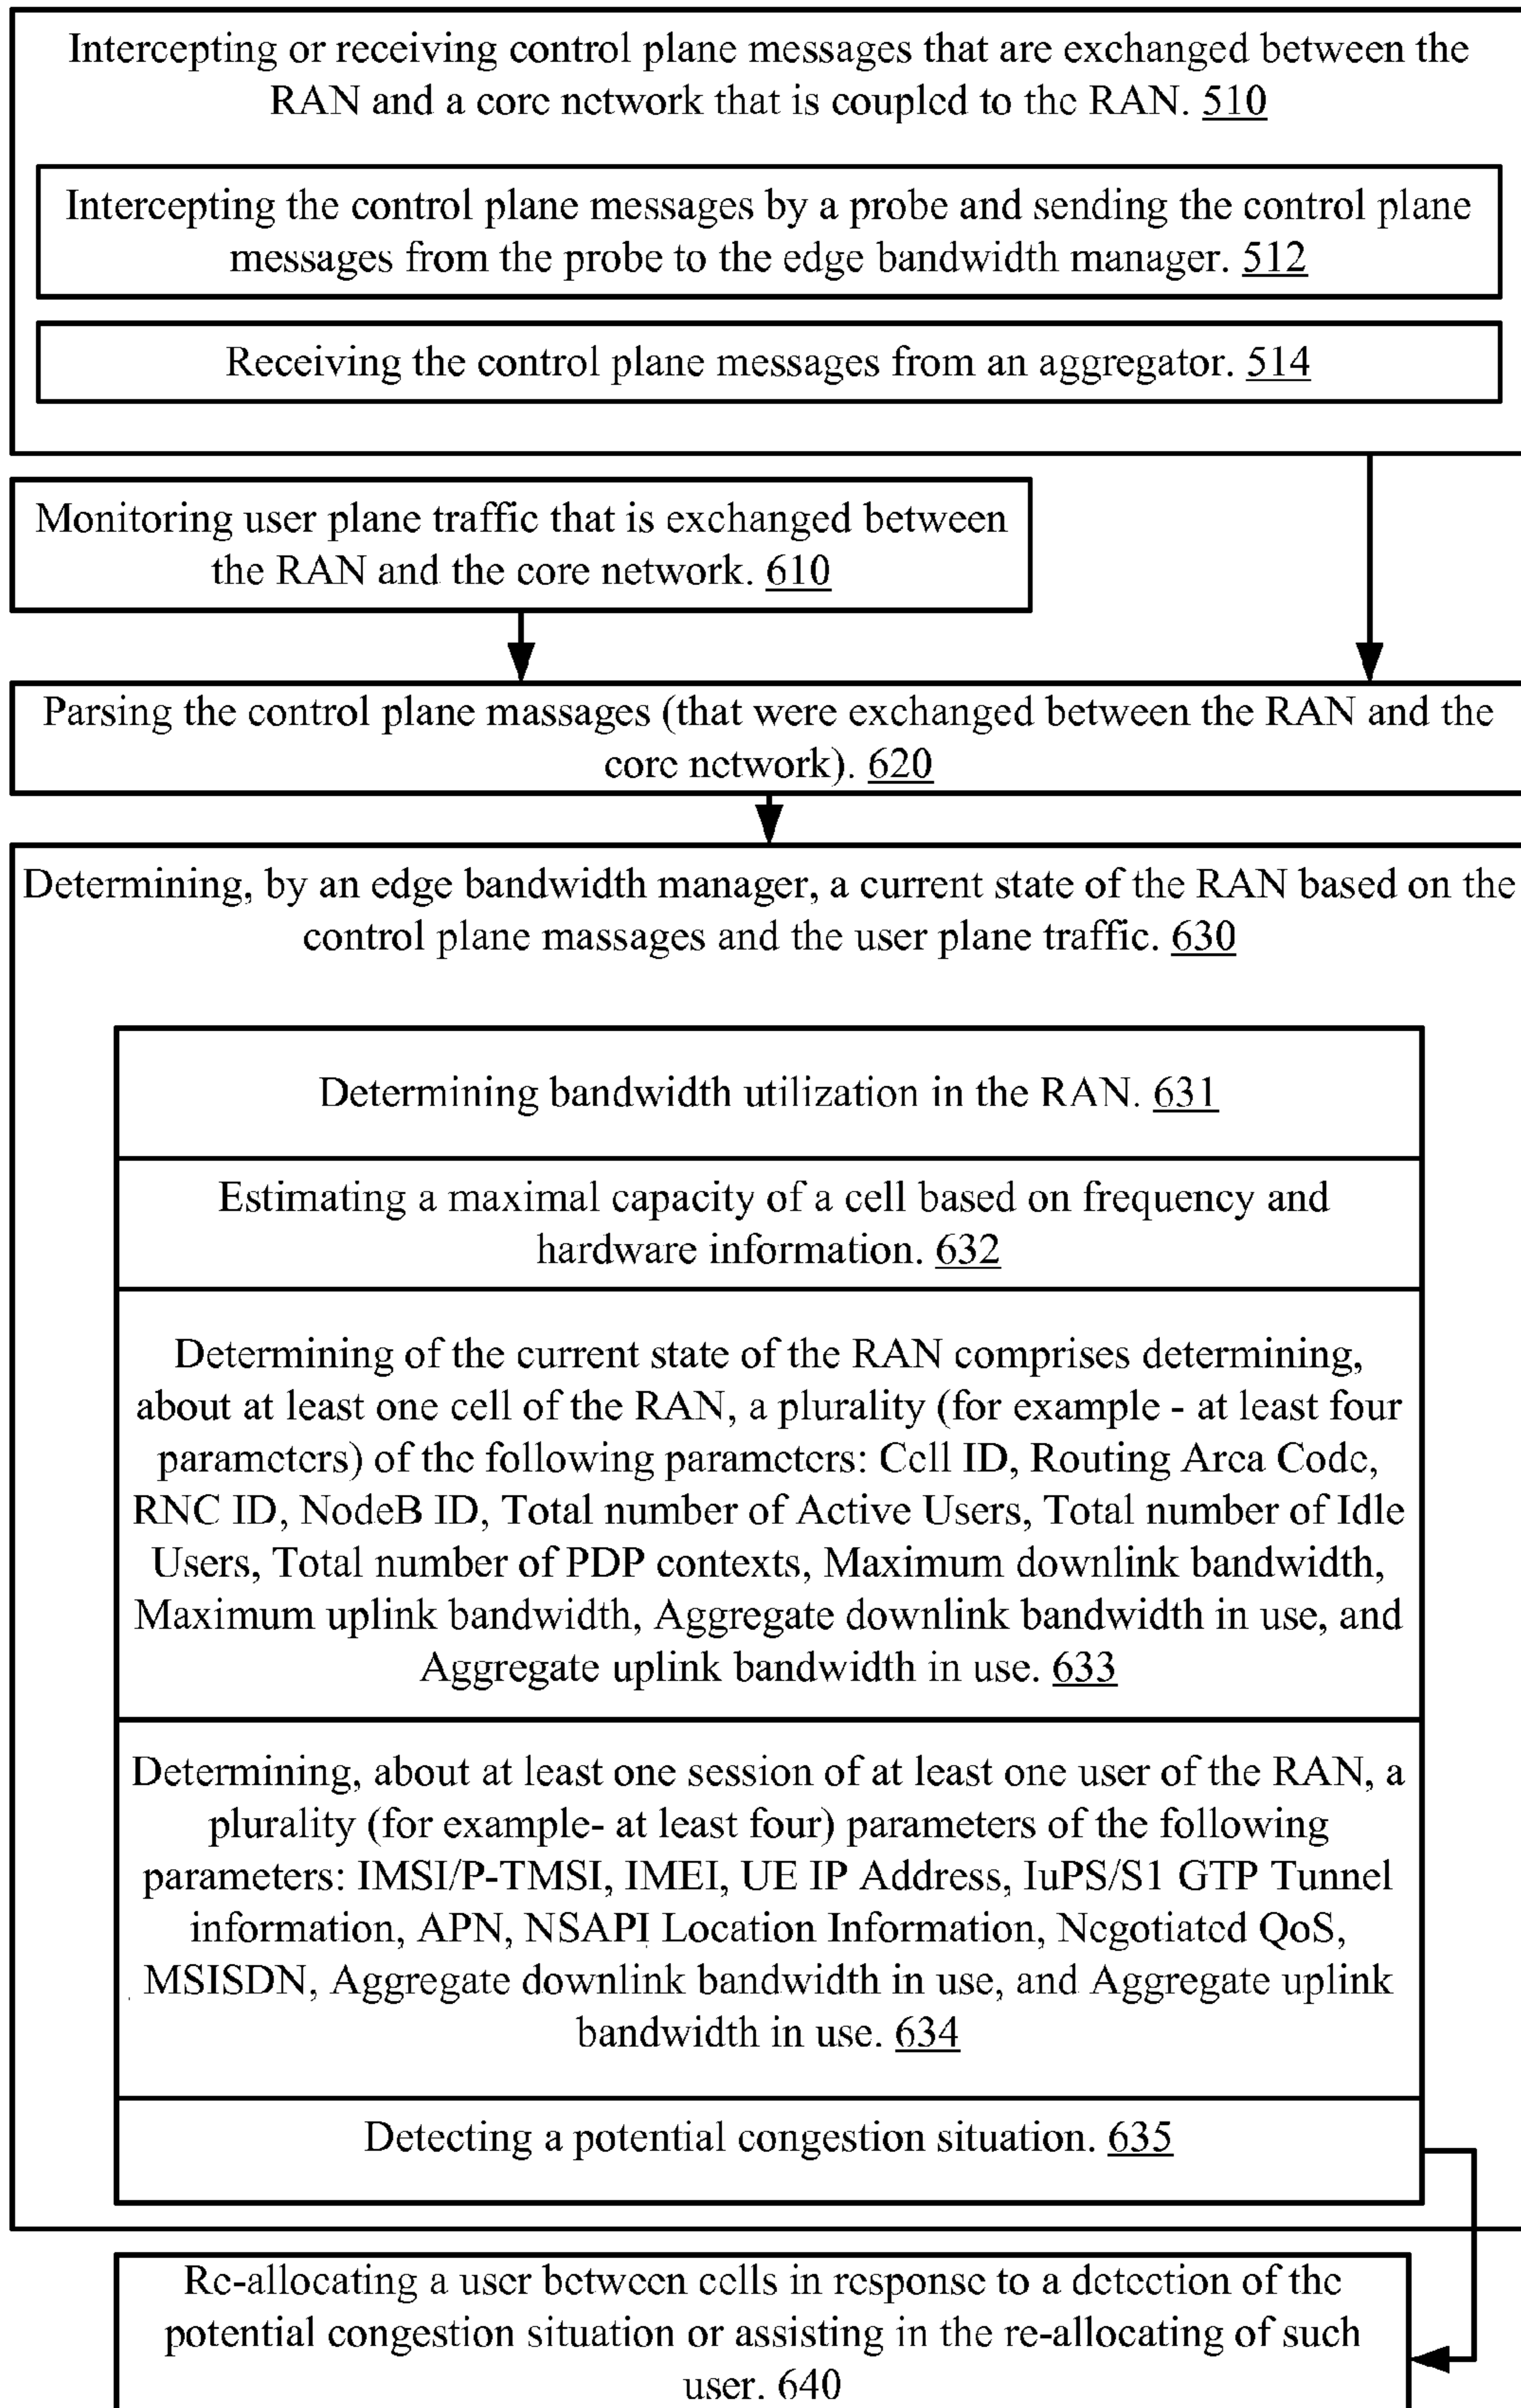 Intercepting or receiving control plane messages that are exchanged between the
RAN and a core network that is coupled to the RAN. 510
Intercepting the control plane messages by a probe and sending the control plane
messages from the probe to the edge bandwidth manager. 512
Receiving the control plane messages from an aggregator. 514
Monitoring user plane traffic that is exchanged between
the RAN and the core network. 610
Parsing the control plane massages (that were exchanged between the RAN and the
core network). 620
Determining, by an edge bandwidth manager, a current state of the RAN based on the
control plane massages and the user plane traffic. 630
Determining bandwidth utilization in the RAN. 631
Estimating a maximal capacity of a cell based on frequency and
hardware information. 632
Determining of the current state of the RAN comprises determining,
about at least one cell of the RAN, a plurality (for example - at least four
parameters) of the following parameters: Cell ID, Routing Area Code,
RNC ID, NodeB ID, Total number of Active Users, Total number of Idle
Users, Total number of PDP contexts, Maximum downlink bandwidth,
Maximum uplink bandwidth, Aggregate downlink bandwidth in use, and
Aggregate uplink bandwidth in use. 633
Determining, about at least one session of at least one user of the RAN, a
plurality (for example- at least four) parameters of the following
parameters: IMSI/P-TMSI, IMEI, UE IP Address, IuPS/S1 GTP Tunnel
information, APN, NSAPI Location Information, Negotiated QoS,
MSISDN, Aggregate downlink bandwidth in use, and Aggregate uplink
bandwidth in use. 634
Detecting a potential congestion situation. 635
Re-allocating a user between cells in response to a detection of the
potential congestion situation or assisting in the re-allocating of such
user. 640